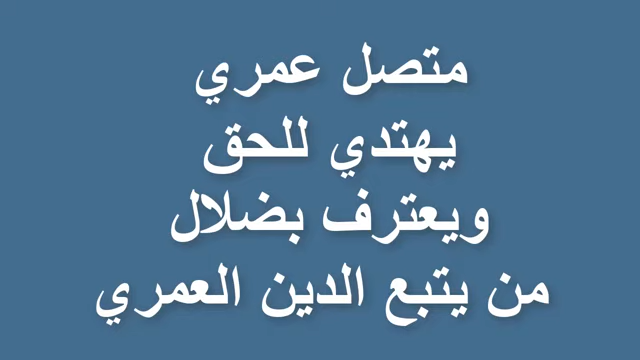 متصل عمري
يهتدي للحق
ويعترف بضلال
من يتبع الدين العمري